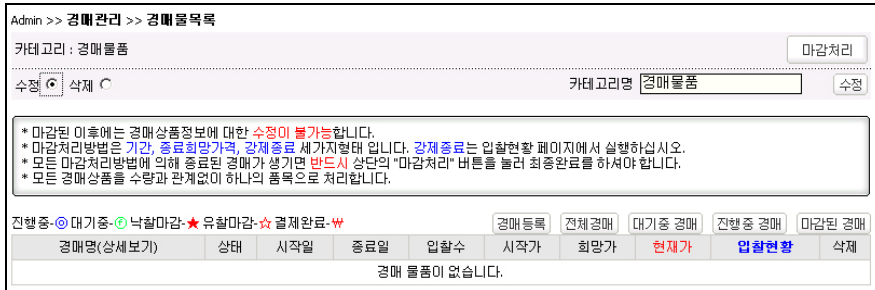 Admin >> 경매관리 >> 경매물목록
카테고리 : 경매물품 마감처리
수정 삭제 카테고리명 경매물품 수정
* 마감된 이후에는 경매상품정보에 대한 수정이 불가능합니다.
* 마감처리방법은 기간, 종료희망가격, 강제종료 세가지형태 입니다. 강제종료는 입찰현황 페이지에서 실행하십시오.
* 모든 마감처리방법에 의해 종료된 경매가 생기면 반드시 상단의 "마감처리" 버튼을 눌러 최종완료를 하셔야 합니다.
* 모든 경매상품을 수량과 관계없이 하나의 품목으로 처리합니다.
진행중-◎ 대기중-ⓕ 낙찰마감-★ 유찰마감-☆ 결제완료-₩ 경매등록 전체경매 대기중 경매 진행중 경매 마감된 경매
경매명(상세보기) 상태 시작일 종료일 입찰수 시작가 희망가 현재가 입찰현황 삭제
경매 물품이 없습니다.